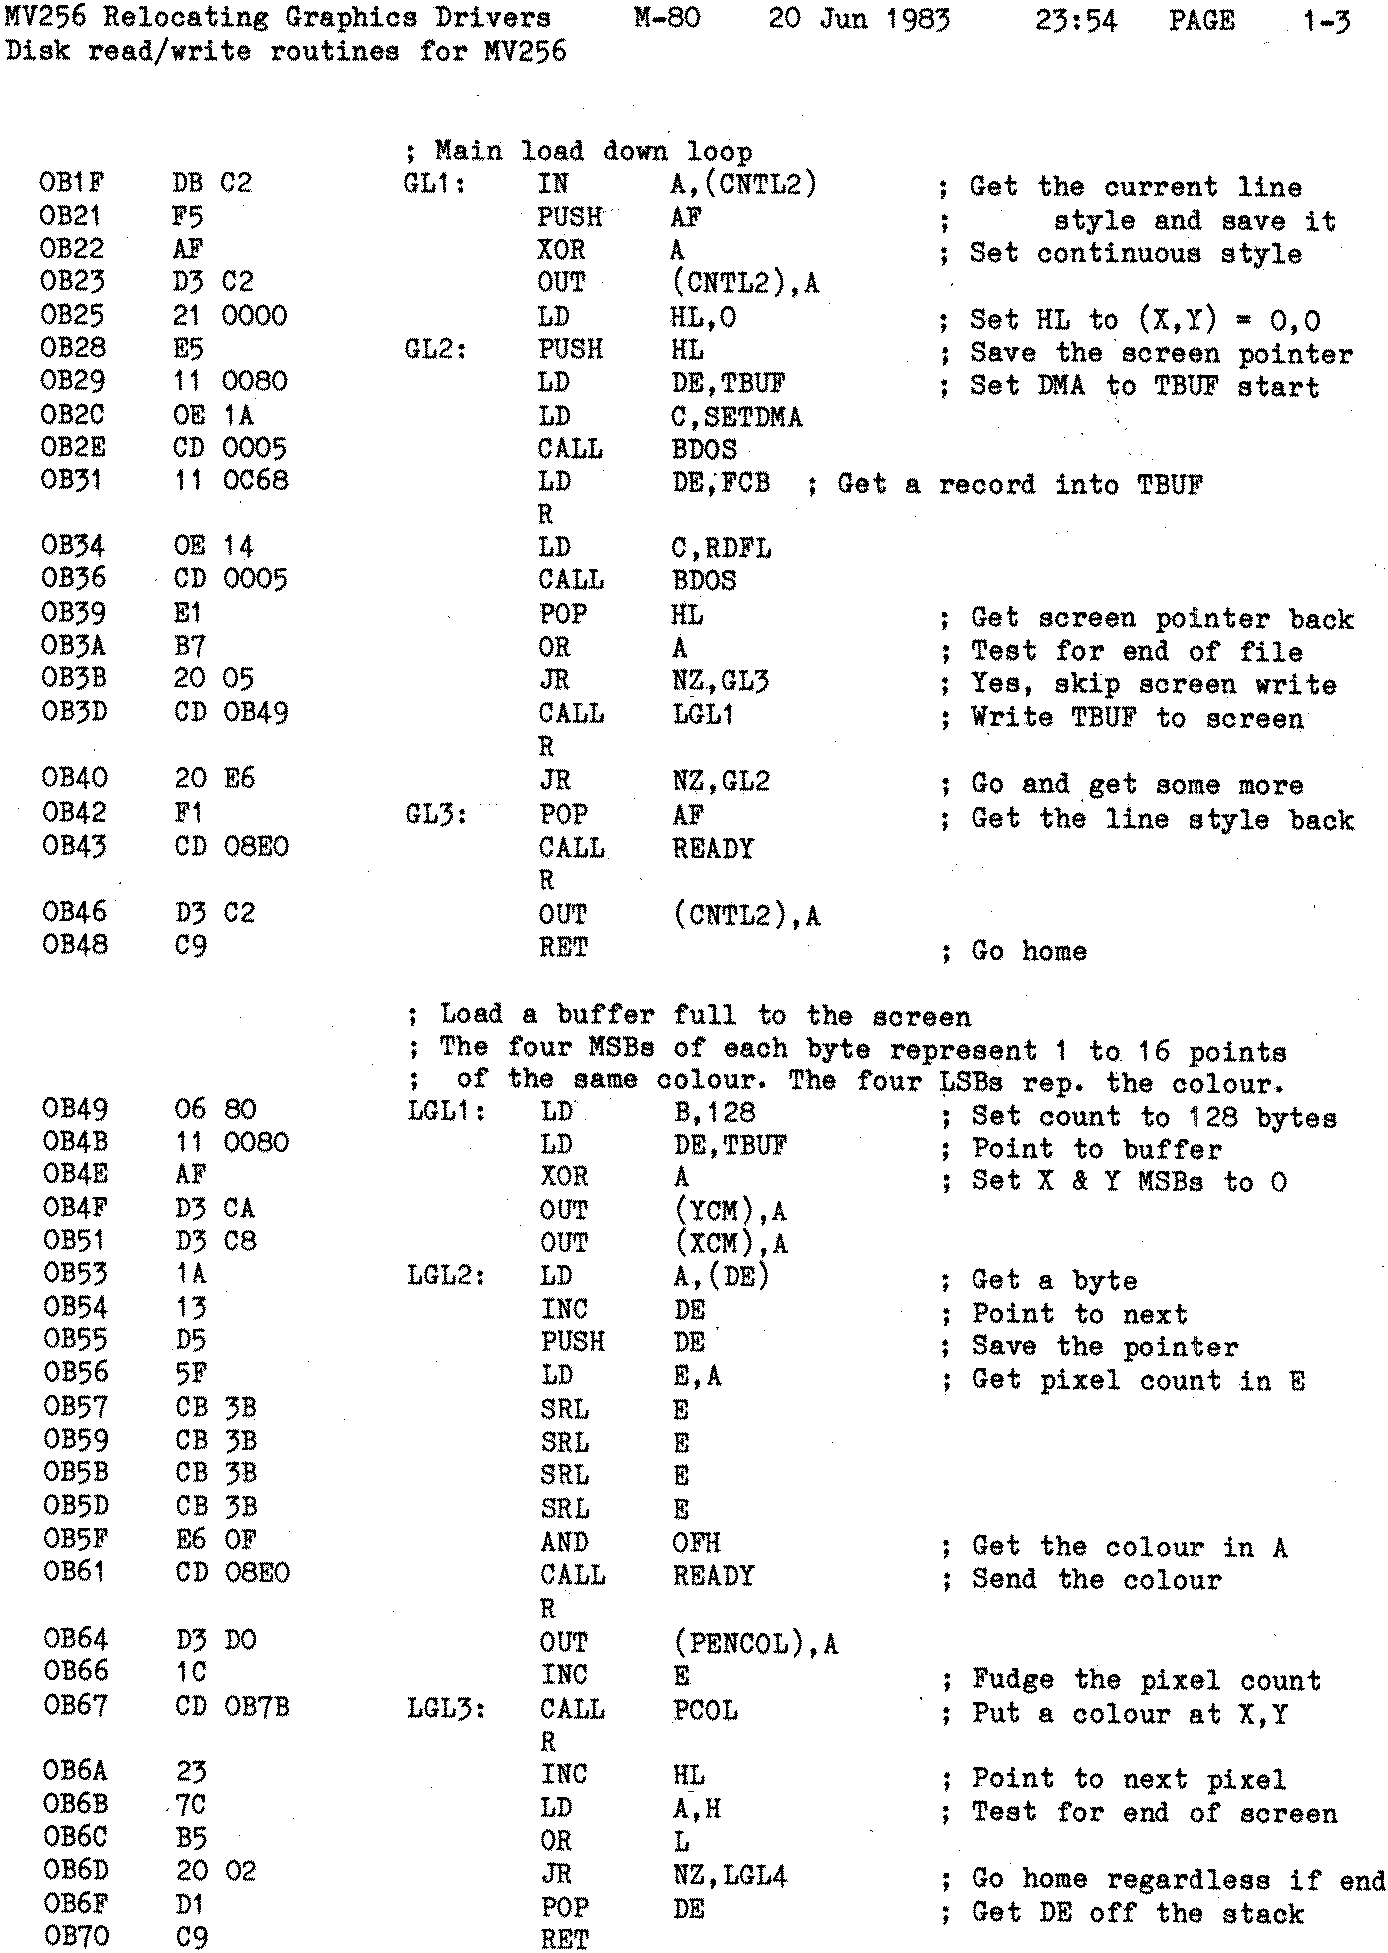 MV256 Relocating Graphics Drivers M-80 20 Jun 1983 23:54 PAGE 1-3
Disk read/write routines for MV256
; Main load down loop
0B1F DB C2 GL1: IN A,(CNTL2) ; Get the current line
0B21 F5 PUSH AF ; style and save it
0B22 AF XOR A ; Set continuous style
0B23 D3 C2 OUT (CNTL2),A
0B25 21 0000 LD HL,0 ; Set HL to (X,Y) = 0,0
0B28 E5 GL2: PUSH HL ; Save the screen pointer
0B29 11 0080 LD DE,TBUF ; Set DMA to TBUF start
0B2C 0E 1A LD C,SETDMA
0B2E CD 0005 CALL BDOS
0B31 11 0C68 LD DE,FCB ; Get a record into TBUF
R
0B34 0E 14 LD C,RDFL
0B36 CD 0005 CALL BDOS
0B39 E1 POP HL ; Get screen pointer back
0B3A B7 OR A ; Test for end of file
0B3B 20 05 JR NZ,GL3 ; Yes, skip screen write
0B3D CD 0B49 CALL LGL1 ; Write TBUF to screen
R
0B40 20 E6 JR NZ,GL2 ; Go and get some more
0B42 F1 GL3: POP AF ; Get the line style back
0B43 CD 08E0 CALL READY
R
0B46 D3 C2 OUT (CNTL2),A
0B48 C9 RET ; Go home
; Load a buffer full to the screen
; The four MSBs of each byte represent 1 to 16 points
; of the same colour. The four LSBs rep. the colour.
0B49 06 80 LGL1: LD B,128 ; Set count to 128 bytes
0B4B 11 0080 LD DE,TBUF ; Point to buffer
0B4E AF XOR A ; Set X & Y MSBs to 0
0B4F D3 CA OUT (YCM),A
0B51 D3 C8 OUT (XCM),A
0B53 1A LGL2: LD A,(DE) ; Get a byte
0B54 13 INC DE ; Point to next
0B55 D5 PUSH DE ; Save the pointer
0B56 5F LD E,A ; Get pixel count in E
0B57 CB 3B SRL E
0B59 CB 3B SRL E
0B5B CB 3B SRL E
0B5D CB 3B SRL E
0B5F E6 0F AND 0FH ; Get the colour in A
0B61 CD 08E0 CALL READY ; Send the colour
R
0B64 D3 D0 OUT (PENCOL),A
0B66 1C INC E ; Fudge the pixel count
0B67 CD 0B7B LGL3: CALL PCOL ; Put a colour at X,Y
R
0B6A 23 INC HL ; Point to next pixel
0B6B 7C LD A,H ; Test for end of screen
0B6C B5 OR L
0B6D 20 02 JR NZ,LGL4 ; Go home regardless if end
0B6F D1 POP DE ; Get DE off the stack
0B70 C9 RET